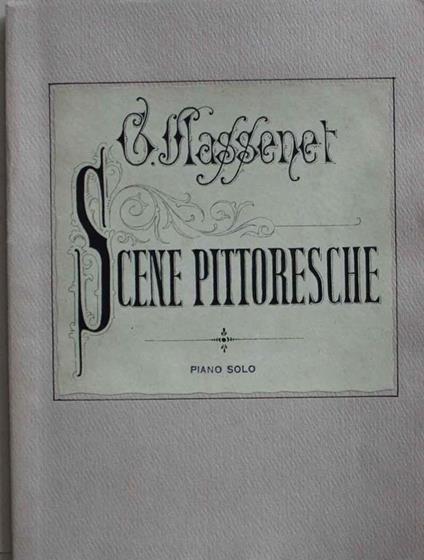 G. Massenet
SCENE PITTORESCHE
PIANO SOLO